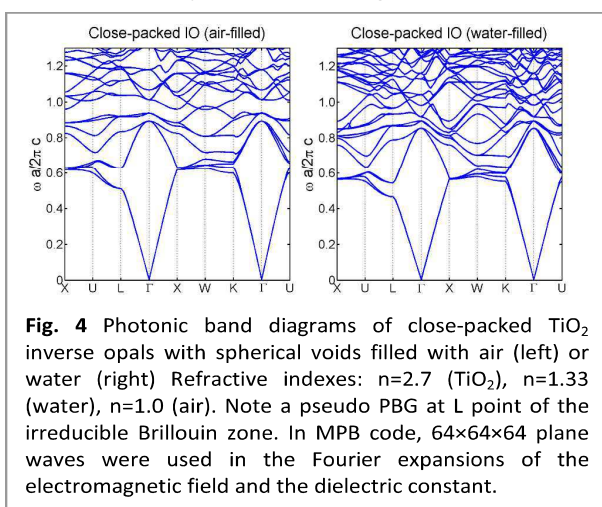 Close-packed IO (air-filled)
Close-packed IO (water-filled)
ω a/2π c
1.2
1.0
0.8
0.6
0.4
0.2
0
X U L Γ X W K Γ U
ω a/2π c
1.2
1.0
0.8
0.6
0.4
0.2
0
X U L Γ X W K Γ U
Fig. 4 Photonic band diagrams of close-packed TiO2
inverse opals with spherical voids filled with air (left) or
water (right) Refractive indexes: n=2.7 (TiO2), n=1.33
(water), n=1.0 (air). Note a pseudo PBG at L point of the
irreducible Brillouin zone. In MPB code, 64×64×64 plane
waves were used in the Fourier expansions of the
electromagnetic field and the dielectric constant.